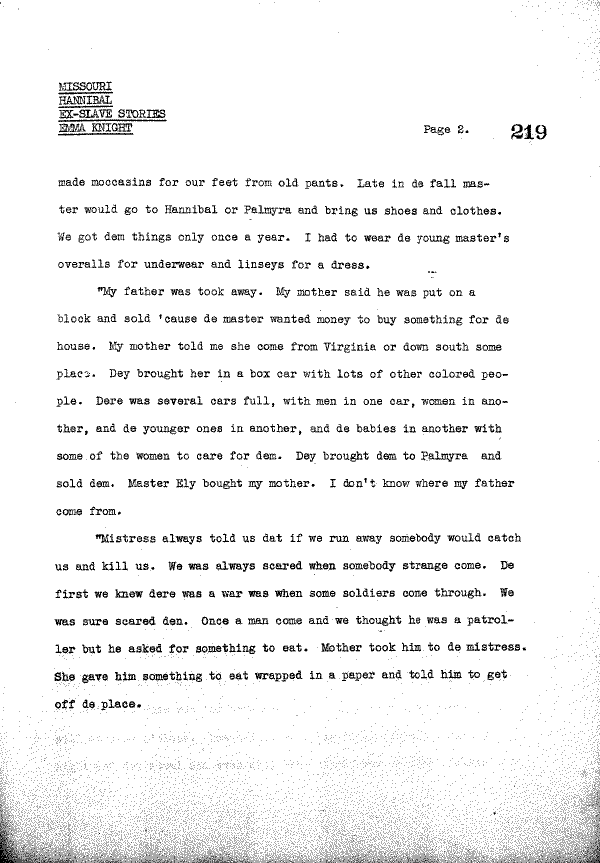 MISSOURI
HANNIBAL
EX-SLAVE STORIES
EMMA KNIGHT
Page 2.
219
made moccasins for our feet from old pants. Late in de fall mas-
ter would go to Hannibal or Palmyra and bring us shoes and clothes.
We got dem things only once a year. I had to wear de young master's
overalls for underwear and linseys for a dress.
"My father was took away. My mother said he was put on a
block and sold 'cause de master wanted money to buy something for de
house. My mother told me she come from Virginia or down south some
place. Dey brought her in a box car with lots of other colored peo-
ple. Dere was several cars full, with men in one car, women in ano-
ther, and de younger ones in another, and de babies in another with
some of the women to care for dem. Dey brought dem to Palmyra and
sold dem. Master Ely bought my mother. I don't know where my father
come from.
"Mistress always told us dat if we run away somebody would catch
us and kill us. We was always scared when somebody strange come. De
first we knew dere was a war was when some soldiers come through. We
was sure scared den. Once a man come and we thought he was a patrol-
ler but he asked for something to eat. Mother took him to de mistress.
She gave him something to eat wrapped in a paper and told him to get
off de place.